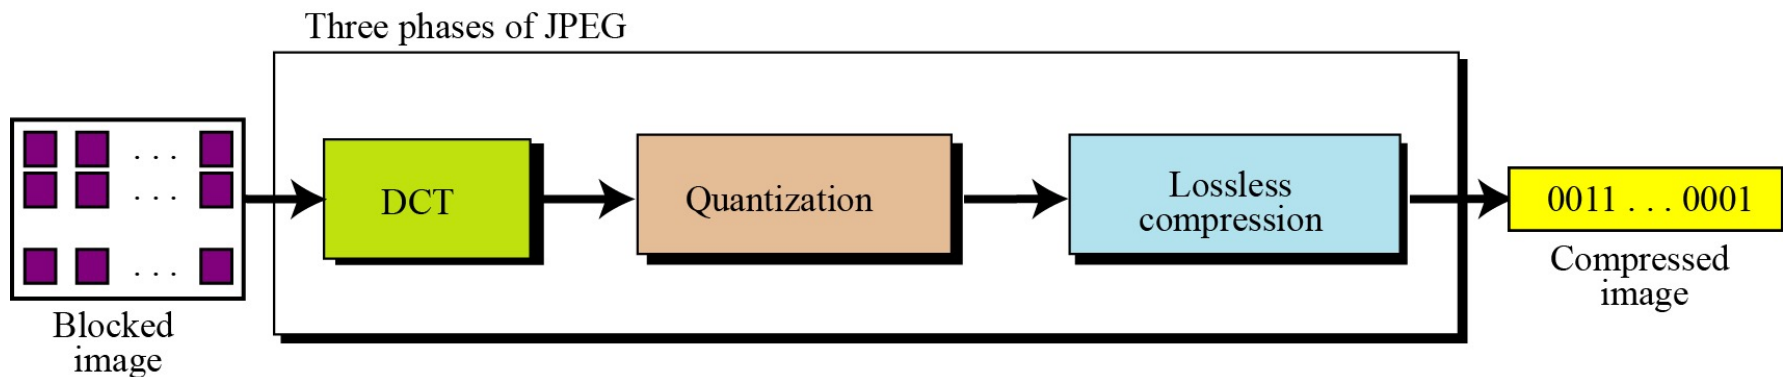 Three phases of JPEG
. . .
. . .
. . .
Blocked
image
DCT
Quantization
Lossless
compression
0011 . . . 0001
Compressed
image